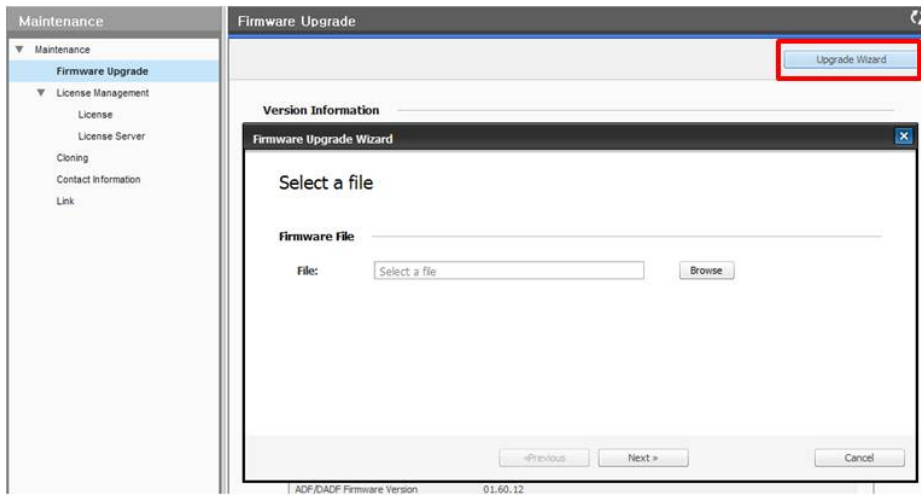 Maintenance
Firmware Upgrade
Maintenance
Firmware Upgrade
License Management
License
License Server
Cloning
Contact Information
Link
Upgrade Wizard
Version Information
Firmware Upgrade Wizard
Select a file
Firmware File
File: Select a file Browse
«Previous Next » Cancel
ADF/DADF Firmware Version 01.60.12